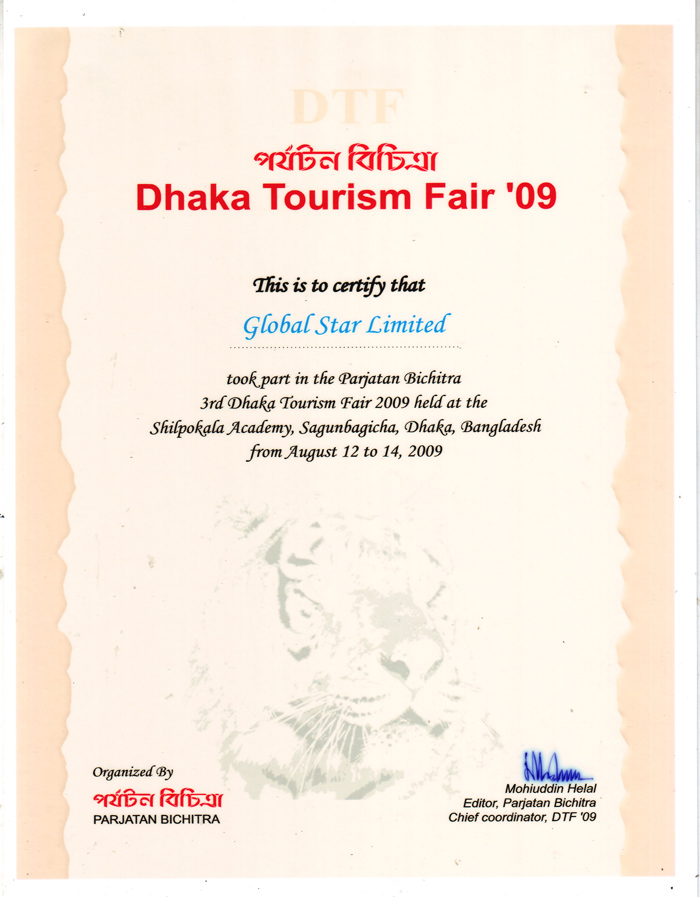 DTF
পর্যটন বিচিত্রা
Dhaka Tourism Fair '09
This is to certify that
Global Star Limited
took part in the Parjatan Bichitra
3rd Dhaka Tourism Fair 2009 held at the
Shilpokala Academy, Sagunbagicha, Dhaka, Bangladesh
from August 12 to 14, 2009
Organized By
পর্যটন বিচিত্রা
PARJATAN BICHITRA
Mohiuddin Helal
Editor, Parjatan Bichitra
Chief coordinator, DTF '09